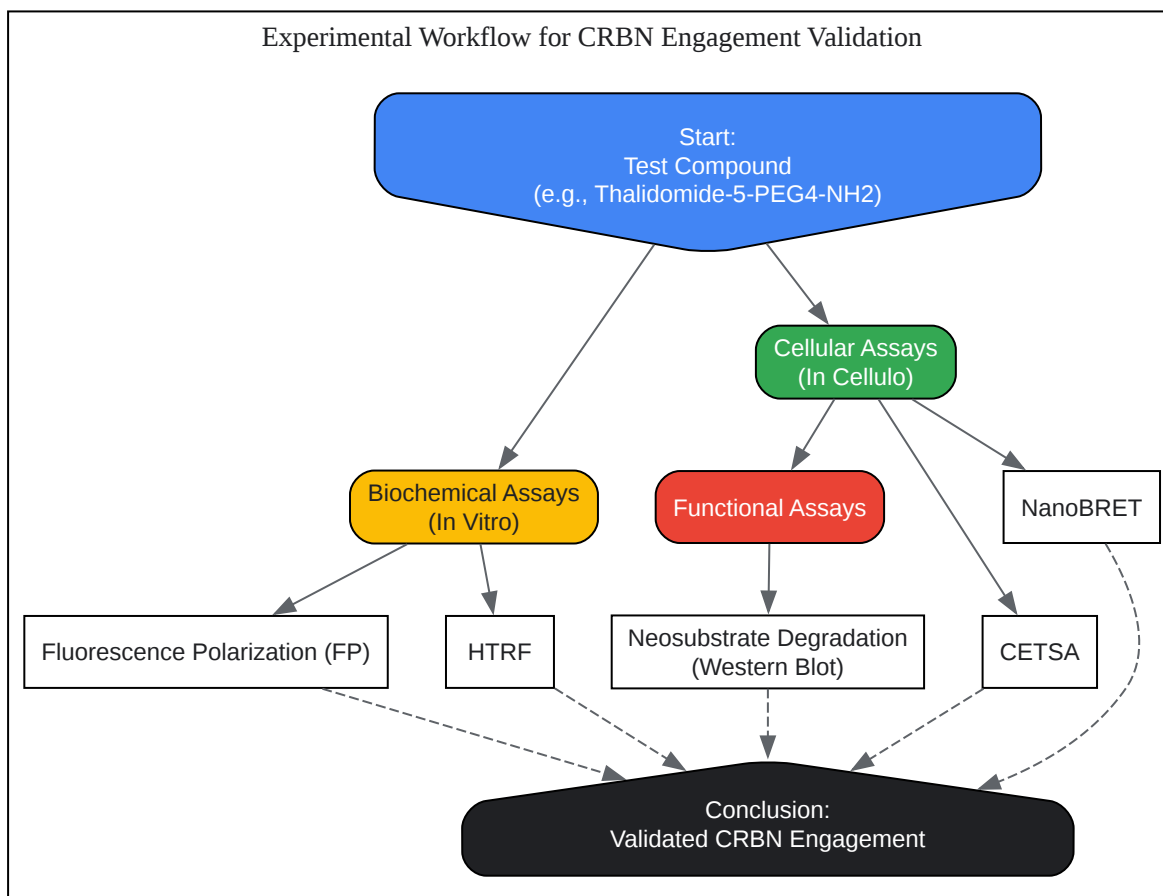 Experimental Workflow for CRBN Engagement Validation
Start:
Test Compound
(e.g., Thalidomide-5-PEG4-NH2)
Cellular Assays
(In Cellulo)
Biochemical Assays
(In Vitro)
Functional Assays
NanoBRET
Fluorescence Polarization (FP)
HTRF
Neosubstrate Degradation
(Western Blot)
CETSA
Conclusion:
Validated CRBN Engagement